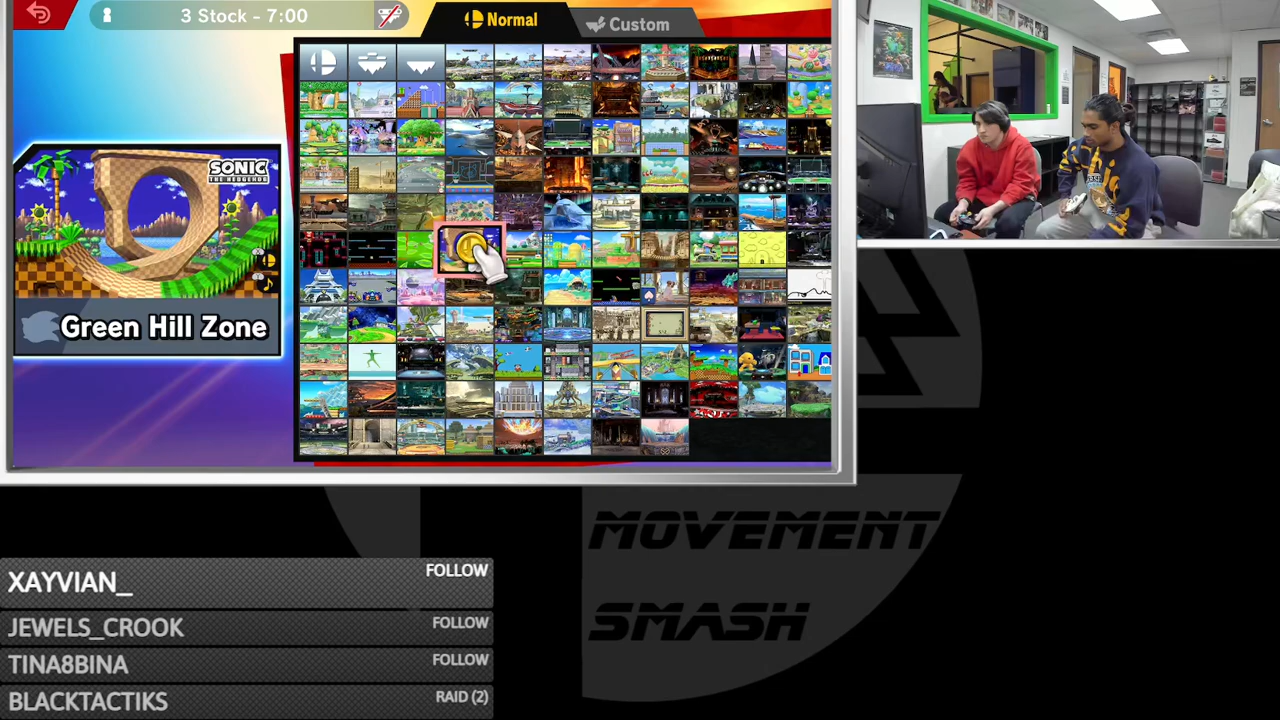 3 Stock - 7:00
Normal
Custom
SONIC
THE HEDGEHOG
Green Hill Zone
MOVEMENT
SMASH
XAYVIAN_ FOLLOW
JEWELS_CROOK FOLLOW
TINA8BINA FOLLOW
BLACKTACTIKS RAID (2)